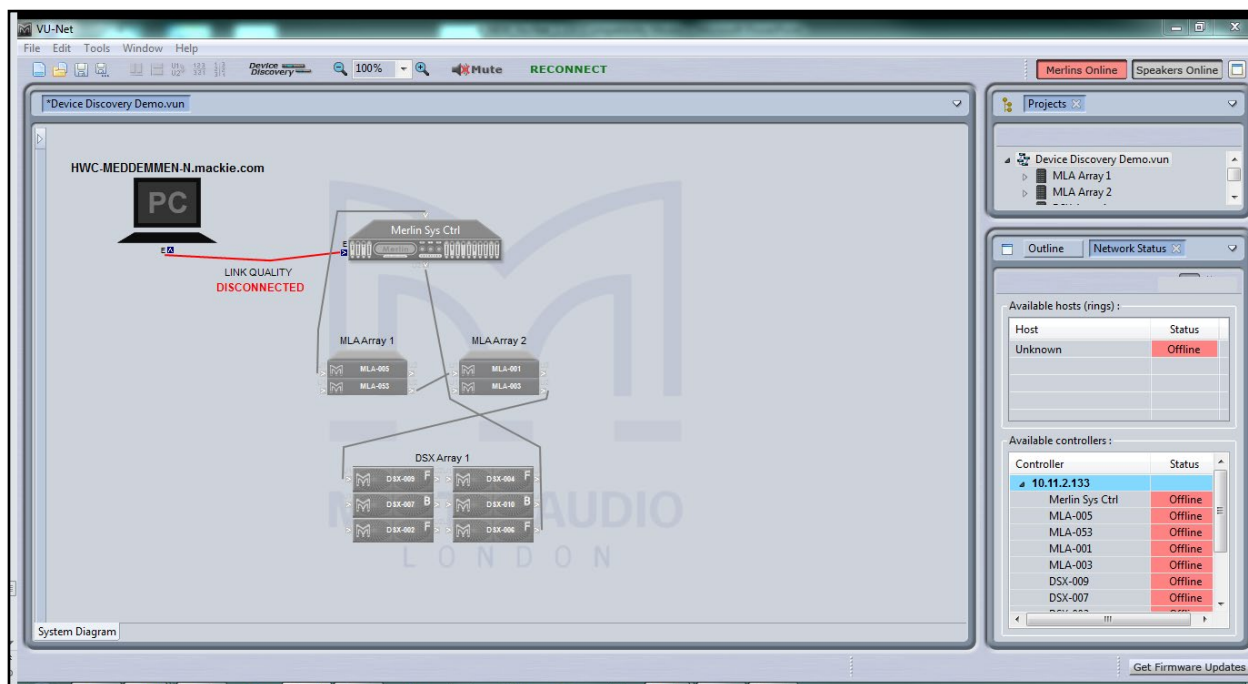 VU-Net
File Edit Tools Window Help
Device Discovery 100% Mute RECONNECT Merlins Online Speakers Online
*Device Discovery Demo.vun
Projects
HWC-MEDDEMMEN-N.mackie.com
PC
E A
LINK QUALITY
DISCONNECTED
Merlin Sys Ctrl
E
Merlin
MLA Array 1 MLA Array 2
MLA-005 MLA-001
MLA-053 MLA-003
DSX Array 1
DSX-009 F DSX-004 F
DSX-007 B DSX-010 B
DSX-002 F DSX-006 F
AUDIO
LONDON
System Diagram
Device Discovery Demo.vun
MLA Array 1
MLA Array 2
Outline Network Status
Available hosts (rings) :
Host Status
Unknown Offline
Available controllers :
Controller Status
10.11.2.133
Merlin Sys Ctrl Offline
MLA-005 Offline
MLA-053 Offline
MLA-001 Offline
MLA-003 Offline
DSX-009 Offline
DSX-007 Offline
Get Firmware Updates